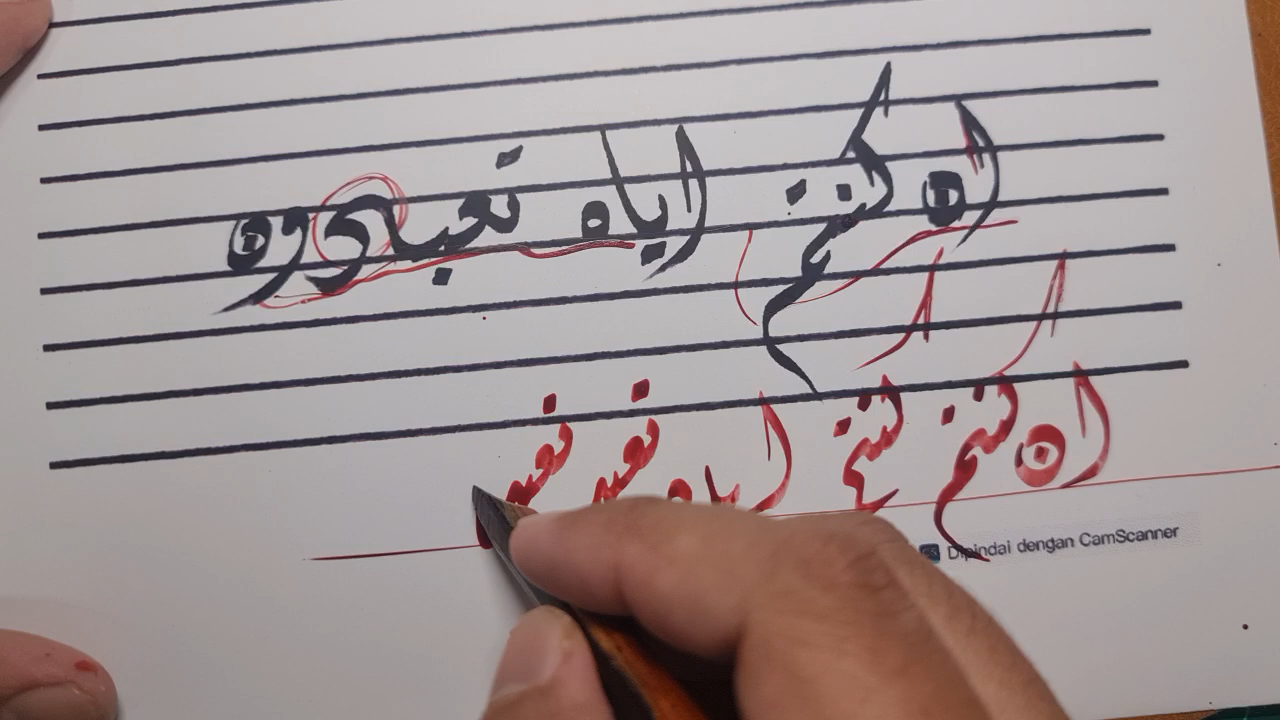 ان كنتم اياه تعبدون
ان كنتم كنتم اياه تعبد تعبد
Dipindai dengan CamScanner